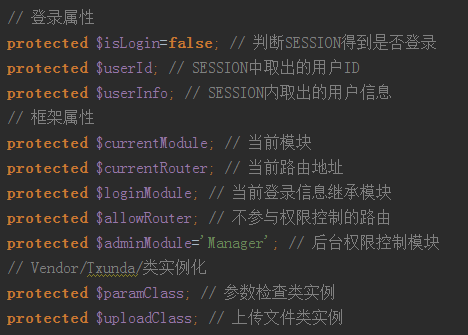 // 登录属性
protected $isLogin=false; // 判断SESSION得到是否登录
protected $userId; // SESSION中取出的用户ID
protected $userInfo; // SESSION内取出的用户信息
// 框架属性
protected $currentModule; // 当前模块
protected $currentRouter; // 当前路由地址
protected $loginModule; // 当前登录信息继承模块
protected $allowRouter; // 不参与权限控制的路由
protected $adminModule='Manager'; // 后台权限控制模块
// Vendor/Txunda/类实例化
protected $paramClass; // 参数检查类实例
protected $uploadClass; // 上传文件类实例